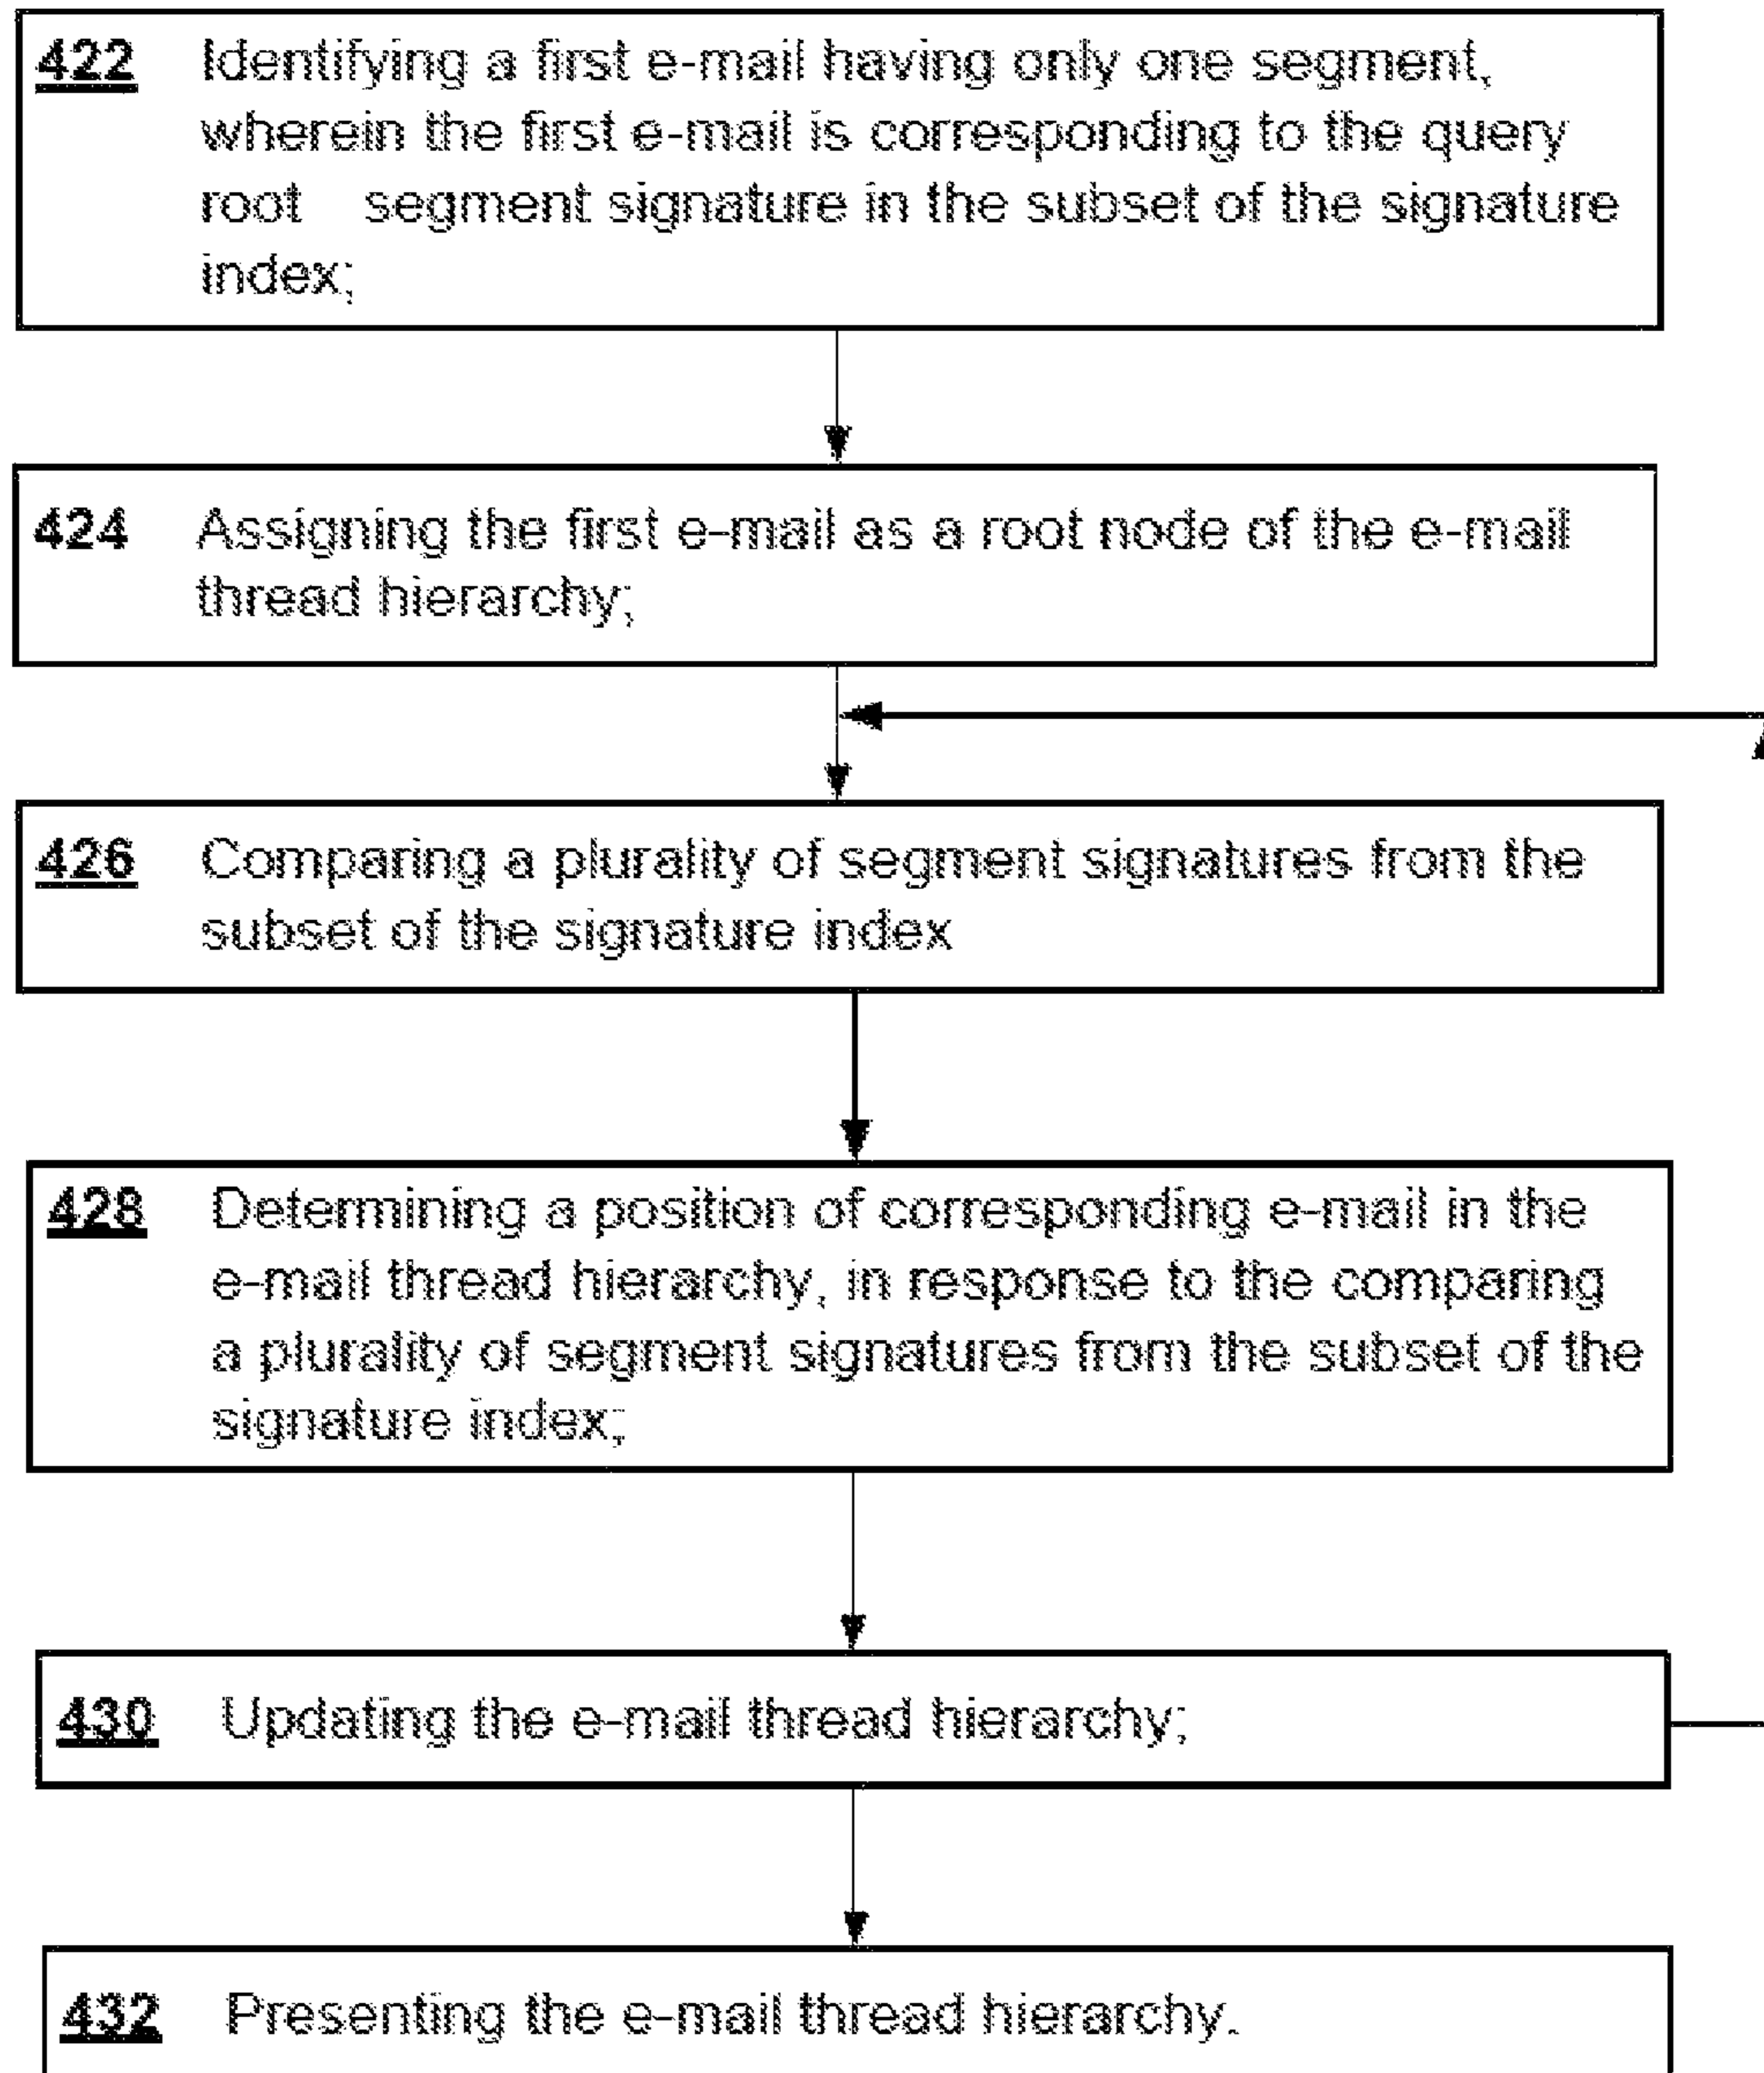 422 Identifying a first e-mail having only one segment,
wherein the first e-mail is corresponding to the query
root segment signature in the subset of the signature
index;
424 Assigning the first e-mail as a root node of the e-mail
thread hierarchy;
426 Comparing a plurality of segment signatures from the
subset of the signature index
428 Determining a position of corresponding e-mail in the
e-mail thread hierarchy, in response to the comparing
a plurality of segment signatures from the subset of the
signature index;
430 Updating the e-mail thread hierarchy;
432 Presenting the e-mail thread hierarchy.